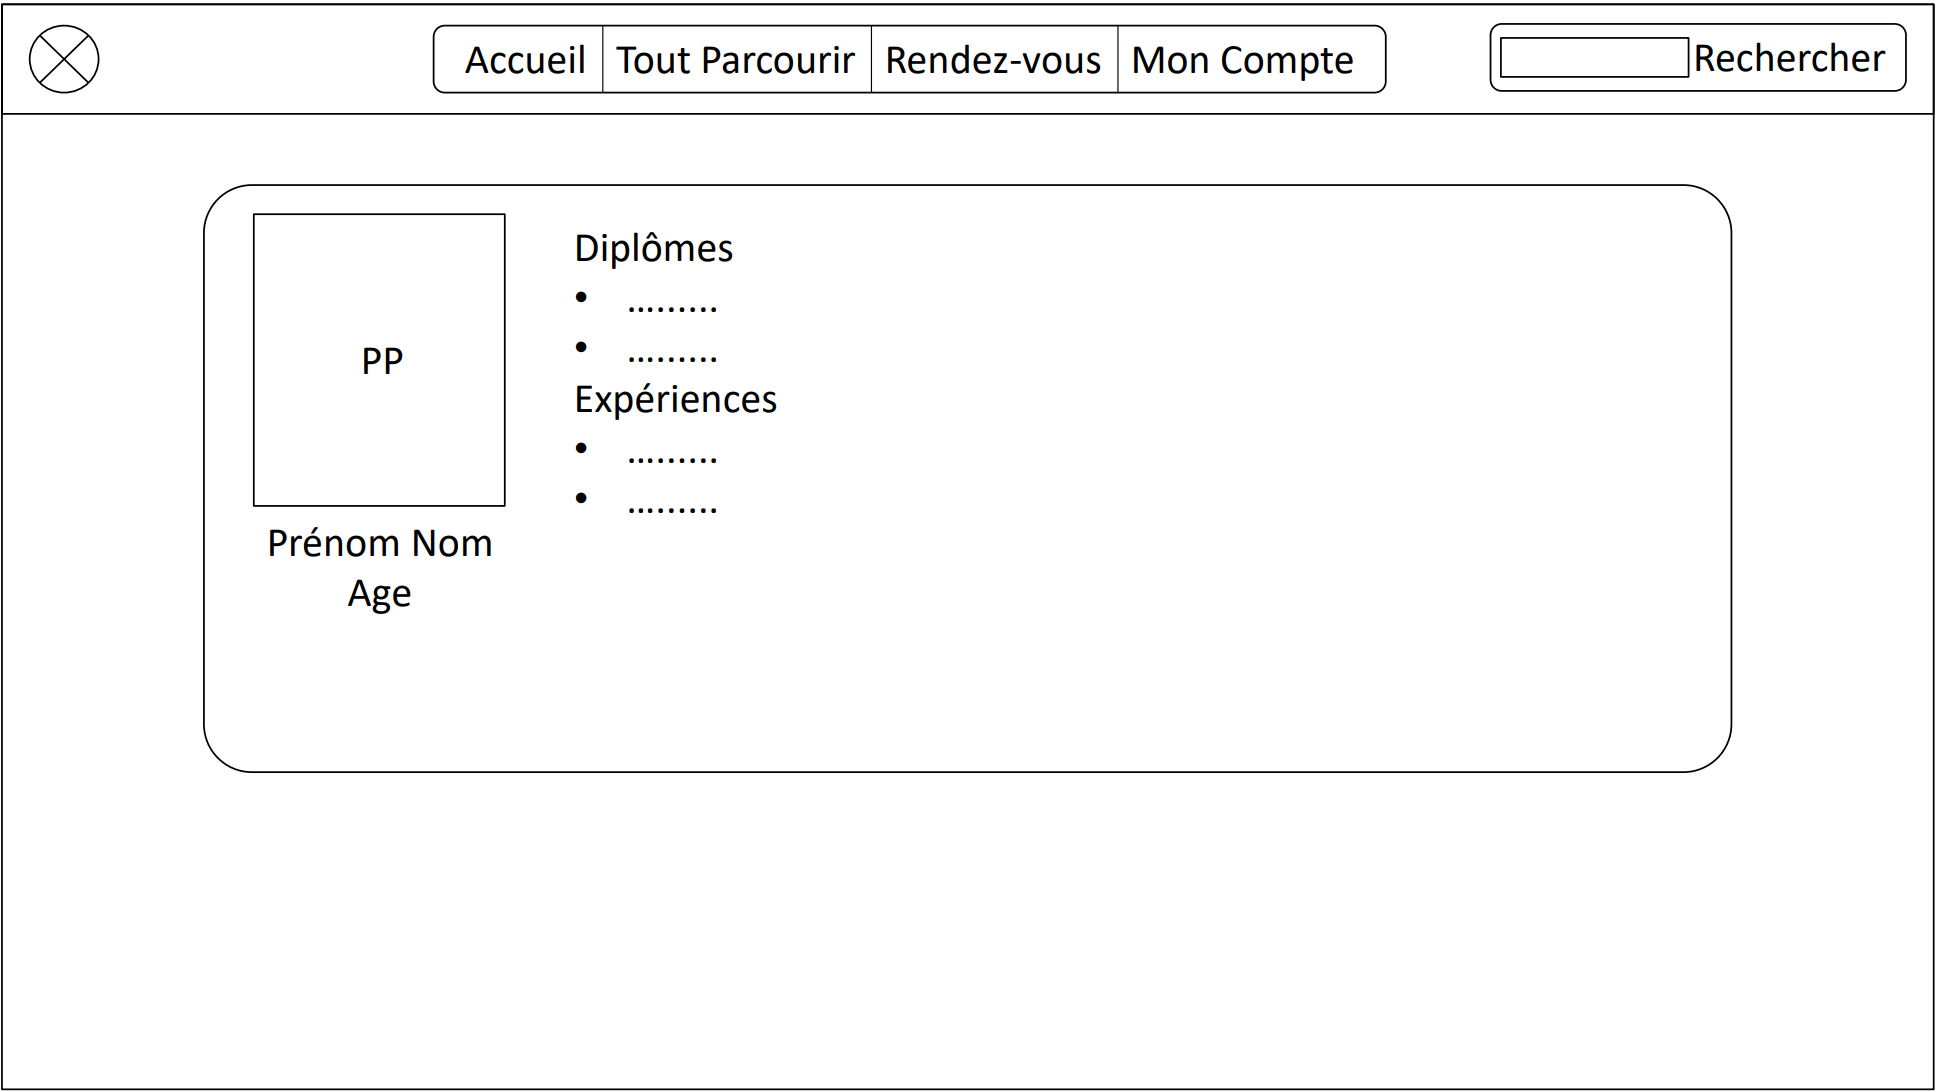 Accueil
Tout Parcourir
Rendez-vous
Mon Compte
Rechercher
PP
Prénom Nom
Age
Diplômes
• .........
• .........
Expériences
• .........
• .........